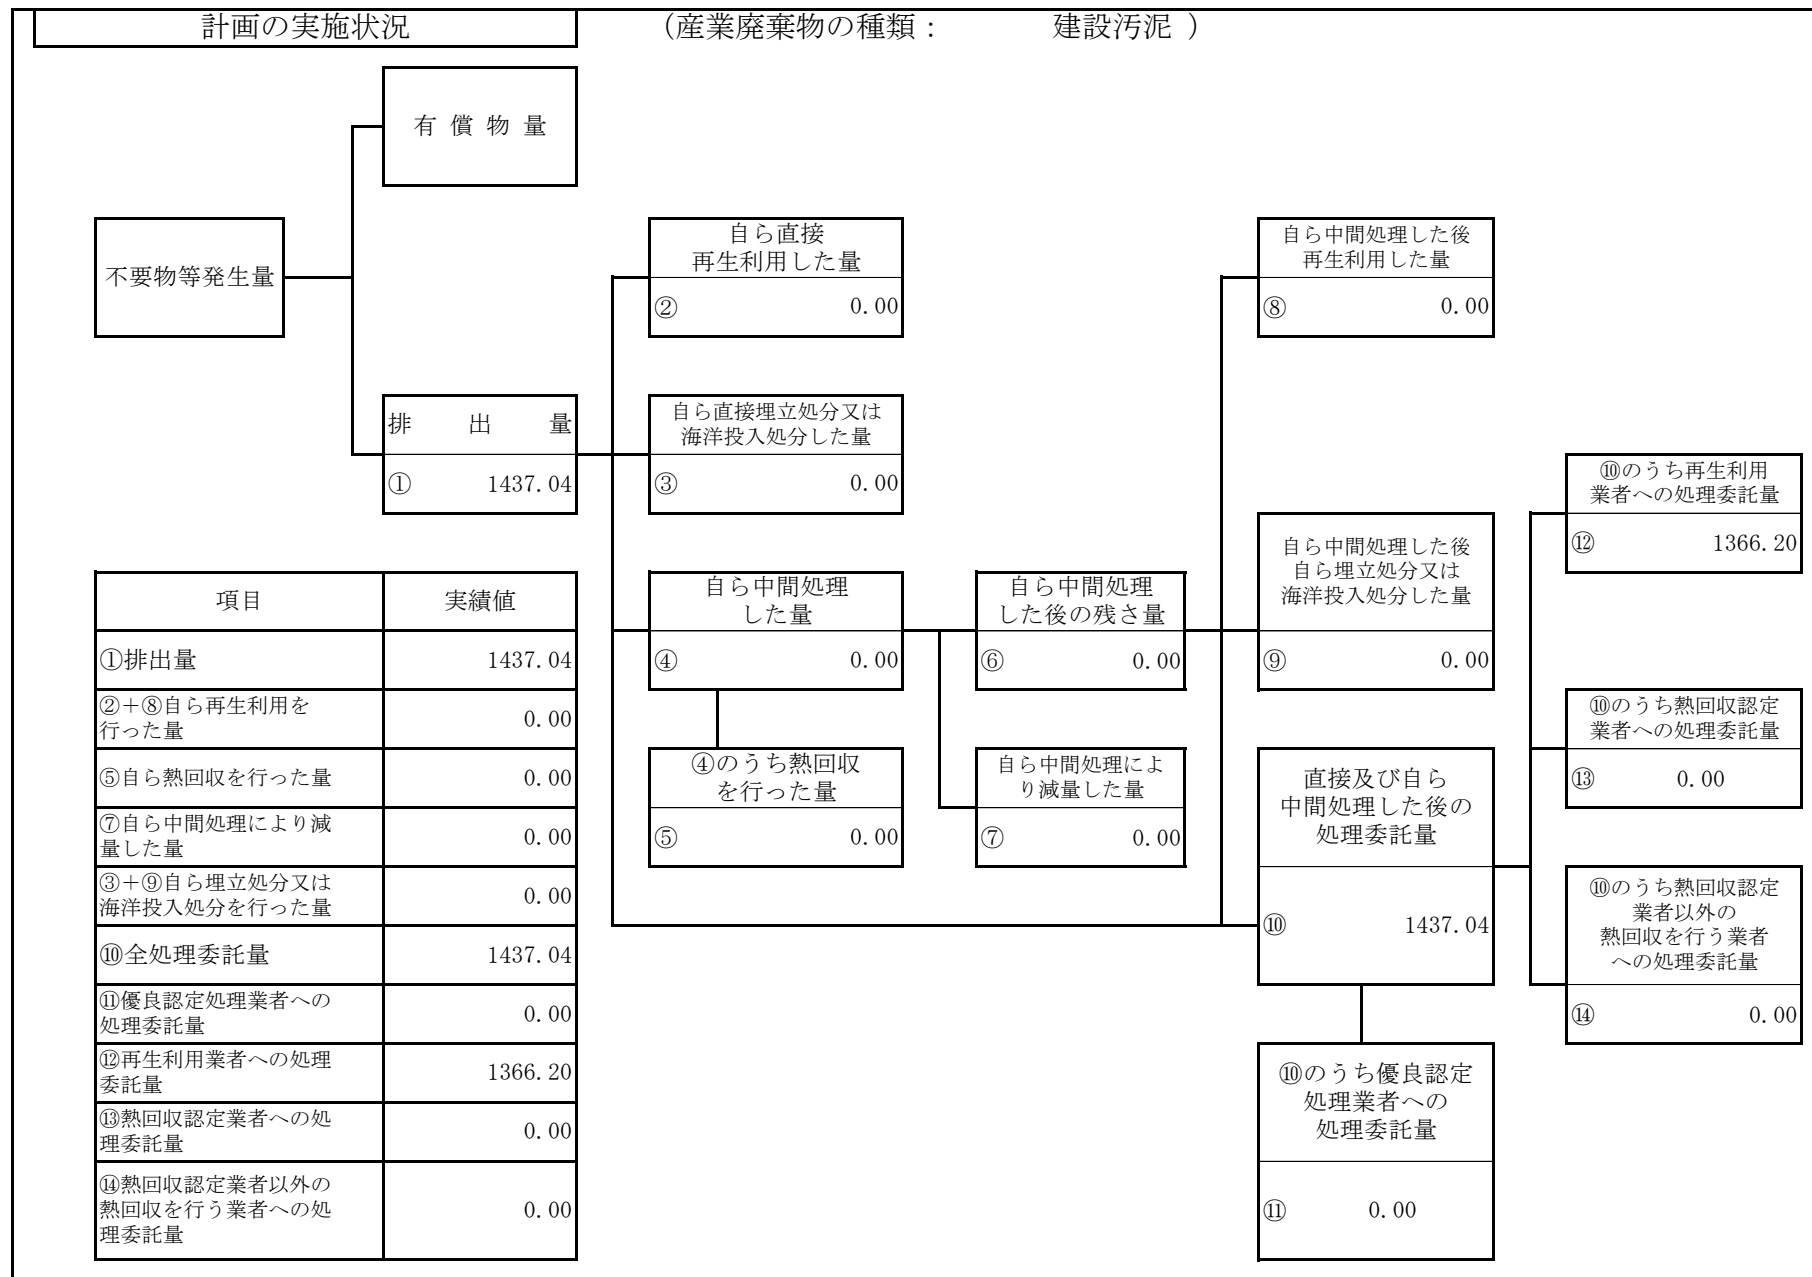 計画の実施状況
（産業廃棄物の種類： 建設汚泥 ）
有 償 物 量
不要物等発生量
排 出 量
① 1437.04
自ら直接
再生利用した量
② 0.00
自ら直接埋立処分又は
海洋投入処分した量
③ 0.00
自ら中間処理
した量
④ 0.00
④のうち熱回収
を行った量
⑤ 0.00
自ら中間処理
した後の残さ量
⑥ 0.00
自ら中間処理によ
り減量した量
⑦ 0.00
自ら中間処理した後
再生利用した量
⑧ 0.00
自ら中間処理した後
自ら埋立処分又は
海洋投入処分した量
⑨ 0.00
直接及び自ら
中間処理した後の
処理委託量
⑩ 1437.04
⑩のうち優良認定
処理業者への
処理委託量
⑪ 0.00
⑩のうち再生利用
業者への処理委託量
⑫ 1366.20
⑩のうち熱回収認定
業者への処理委託量
⑬ 0.00
⑩のうち熱回収認定
業者以外の
熱回収を行う業者
への処理委託量
⑭ 0.00
項目 実績値
①排出量 1437.04
②＋⑧自ら再生利用を
行った量 0.00
⑤自ら熱回収を行った量 0.00
⑦自ら中間処理により減
量した量 0.00
③＋⑨自ら埋立処分又は
海洋投入処分を行った量 0.00
⑩全処理委託量 1437.04
⑪優良認定処理業者への
処理委託量 0.00
⑫再生利用業者への処理
委託量 1366.20
⑬熱回収認定業者への処
理委託量 0.00
⑭熱回収認定業者以外の
熱回収を行う業者への処
理委託量 0.00